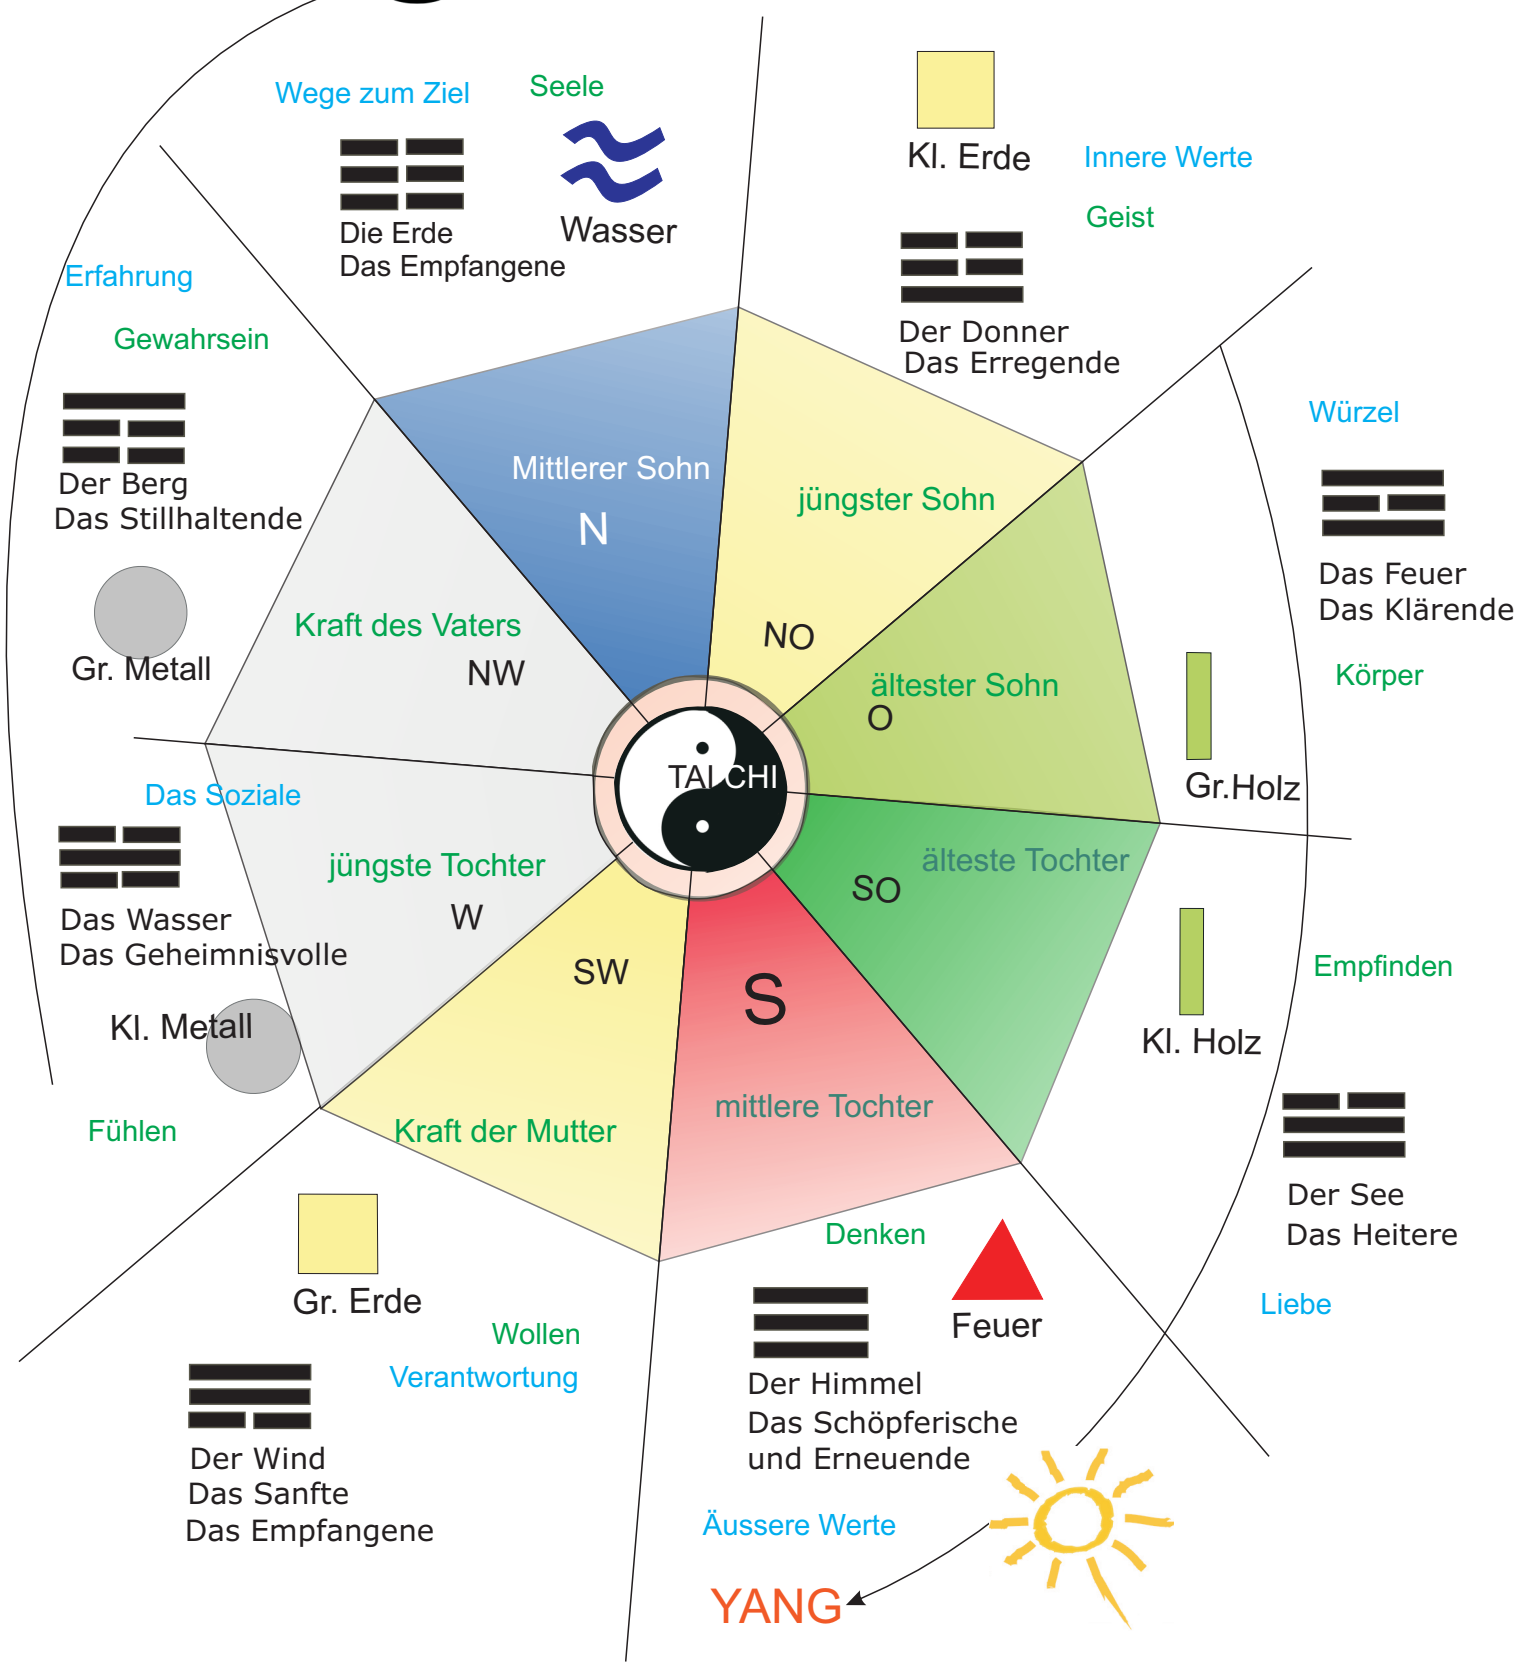 Wege zum Ziel
Seele
Die Erde
Das Empfangene
Wasser
Kl. Erde
Innere Werte
Geist
Der Donner
Das Erregende
Erfahrung
Gewahrsein
Der Berg
Das Stillhaltende
Gr. Metall
Würzel
Das Feuer
Das Klärende
Körper
Gr.Holz
Mittlerer Sohn
N
jüngster Sohn
NO
Kraft des Vaters
NW
ältester Sohn
O
TAI CHI
Das Soziale
Das Wasser
Das Geheimnisvolle
Kl. Metall
Fühlen
jüngste Tochter
W
älteste Tochter
SO
SW
Kraft der Mutter
S
mittlere Tochter
Kl. Holz
Empfinden
Der See
Das Heitere
Liebe
Gr. Erde
Wollen
Verantwortung
Der Wind
Das Sanfte
Das Empfangene
Denken
Feuer
Der Himmel
Das Schöpferische
und Erneuende
Äussere Werte
YANG